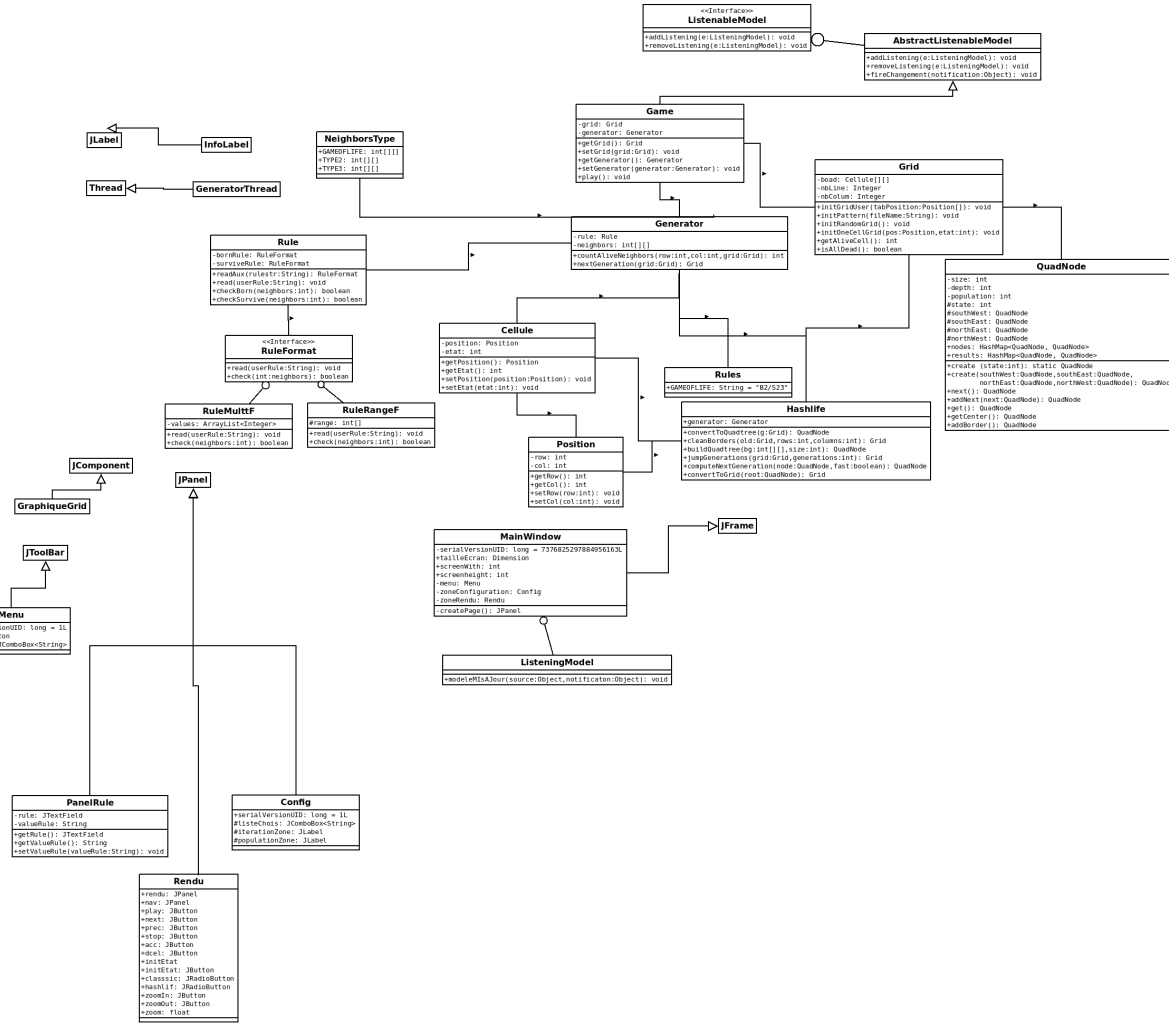 <<Interface>>
ListenableModel
+addListening(e:ListeningModel): void
+removeListening(e:ListeningModel): void
AbstractListenableModel
+addListening(e:ListeningModel): void
+removeListening(e:ListeningModel): void
+fireChangement(notification:Object): void
Game
-grid: Grid
-generator: Generator
+getGrid(): Grid
+setGrid(grid:Grid): void
+getGenerator(): Generator
+setGenerator(generator:Generator): void
+play(): void
JLabel
InfoLabel
Thread
GeneratorThread
NeighborsType
+GAMEOFLIFE: int[][]
+TYPE2: int[][]
+TYPE3: int[][]
Grid
-boad: Cellule[][]
-nbLine: Integer
-nbColum: Integer
+initGridUser(tabPosition:Position[]): void
+initPattern(fileName:String): void
+initRandomGrid(): void
+initOneCellGrid(pos:Position,etat:int): void
+getAliveCell(): int
+isAllDead(): boolean
Generator
-rule: Rule
-neighbors: int[][]
+countAliveNeighbors(row:int,col:int,grid:Grid): int
+nextGeneration(grid:Grid): Grid
Rule
-bornRule: RuleFormat
-surviveRule: RuleFormat
+readAux(rulestr:String): RuleFormat
+read(userRule:String): void
+checkBorn(neighbors:int): boolean
+checkSurvive(neighbors:int): boolean
QuadNode
-size: int
-depth: int
-population: int
#state: int
#southWest: QuadNode
#southEast: QuadNode
#northEast: QuadNode
#northWest: QuadNode
+nodes: HashMap<QuadNode, QuadNode>
+results: HashMap<QuadNode, QuadNode>
+create (state:int): static QuadNode
+create(southWest:QuadNode,southEast:QuadNode,
northEast:QuadNode,northWest:QuadNode): QuadNo
+next(): QuadNode
+addNext(next:QuadNode): QuadNode
+get(): QuadNode
+getCenter(): QuadNode
+addBorder(): QuadNode
<<Interface>>
RuleFormat
+read(userRule:String): void
+check(int:neighbors): boolean
Cellule
-position: Position
-etat: int
+getPosition(): Position
+getEtat(): int
+setPosition(position:Position): void
+setEtat(etat:int): void
Rules
+GAMEOFLIFE: String = "B2/S23"
RuleMulttF
-values: ArrayList<Integer>
+read(userRule:String): void
+check(neighbors:int): boolean
RuleRangeF
#range: int[]
+read(userRule:String): void
+check(neighbors:int): boolean
Hashlife
+generator: Generator
+convertToQuadtree(g:Grid): QuadNode
+cleanBorders(old:Grid,rows:int,columns:int): Grid
+buildQuadtree(bg:int[][],size:int): QuadNode
+jumpGenerations(grid:Grid,generations:int): Grid
+computeNextGeneration(node:QuadNode,fast:boolean): QuadNode
+convertToGrid(root:QuadNode): Grid
Position
-row: int
-col: int
+getRow(): int
+getCol(): int
+setRow(row:int): void
+setCol(col:int): void
JComponent
GraphiqueGrid
JPanel
JToolBar
Menu
ionUID: long = 1L
ton
JComboBox<String>
MainWindow
-serialVersionUID: long = 7376825297884956163L
+tailleEcran: Dimension
+screenWith: int
+screenheight: int
-menu: Menu
-zoneConfiguration: Config
-zoneRendu: Rendu
-createPage(): JPanel
JFrame
ListeningModel
+modeleMIsAJour(source:Object,notificaton:Object): void
PanelRule
-rule: JTextField
-valueRule: String
+getRule(): JTextField
+getValueRule(): String
+setValueRule(valueRule:String): void
Config
+serialVersionUID: long = 1L
#listeChois: JComboBox<String>
#iterationZone: JLabel
#populationZone: JLabel
Rendu
+rendu: JPanel
+nav: JPanel
+play: JButton
+next: JButton
+prec: JButton
+stop: JButton
+acc: JButton
+dcel: JButton
+initEtat
+initEtat: JButton
+classsic: JRadioButton
+hashlif: JRadioButton
+zoomIn: JButton
+zoomOut: JButton
+zoom: float